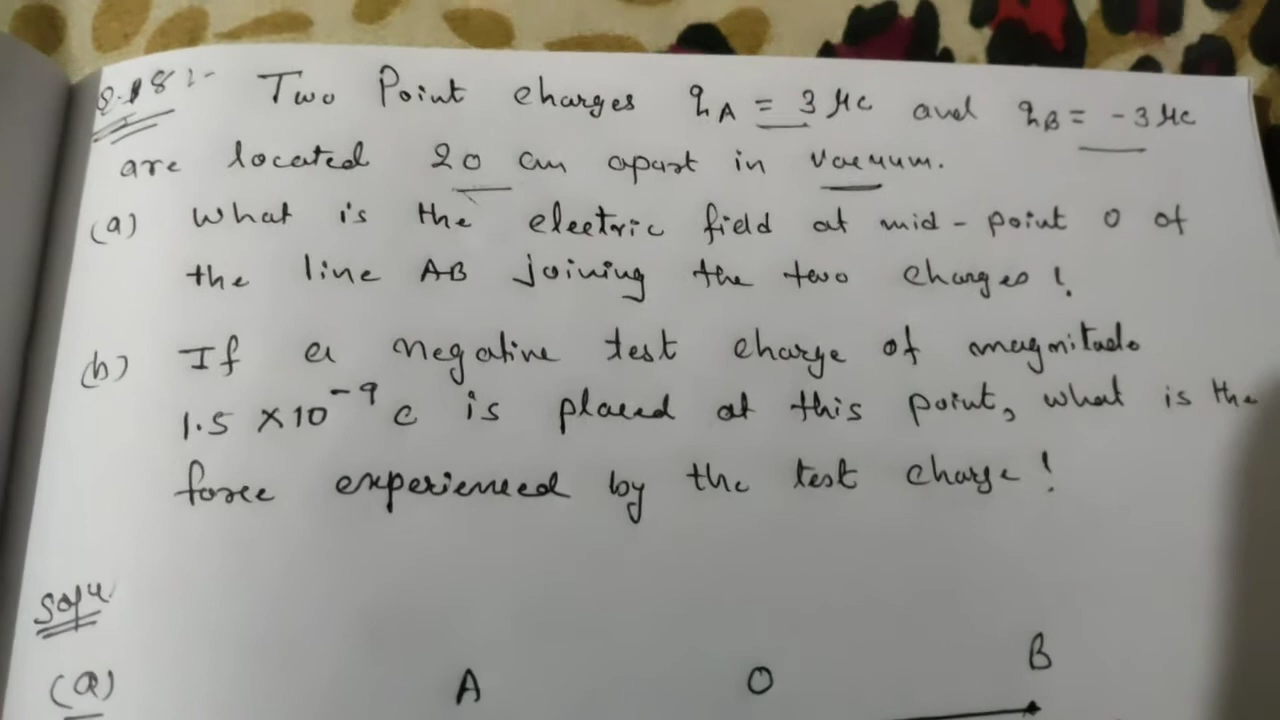 8.18:- Two Point charges qA = 3 μc and qB = -3 μc
are located 20 cm apart in vacuum.
(a) What is the electric field at mid-point O of
the line AB joining the two charges?
(b) If a negative test charge of magnitude
1.5 ×10⁻⁹ c is placed at this point, what is the
force experienced by the test charge?
Solu
(a) A O B